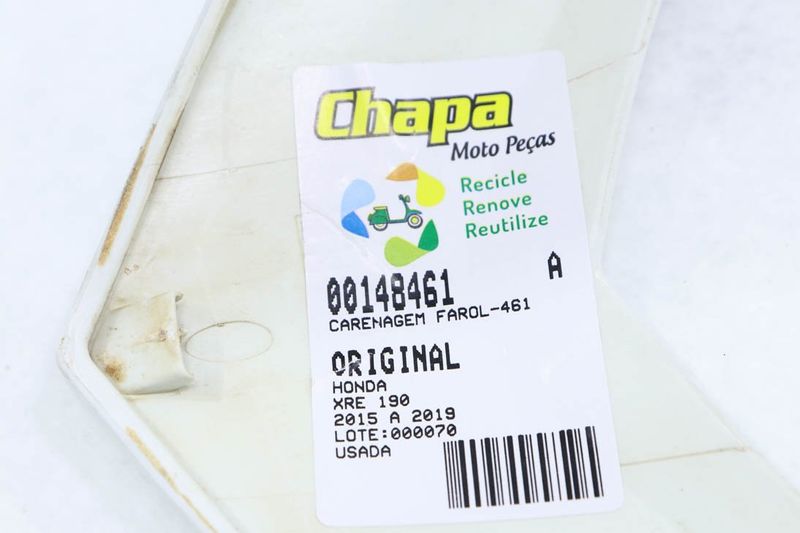 Chapa
Moto Peças
Recicle
Renove
Reutilize
00148461 A
CARENAGEM FAROL-461
ORIGINAL
HONDA
XRE 190
2015 A 2019
LOTE:000070
USADA